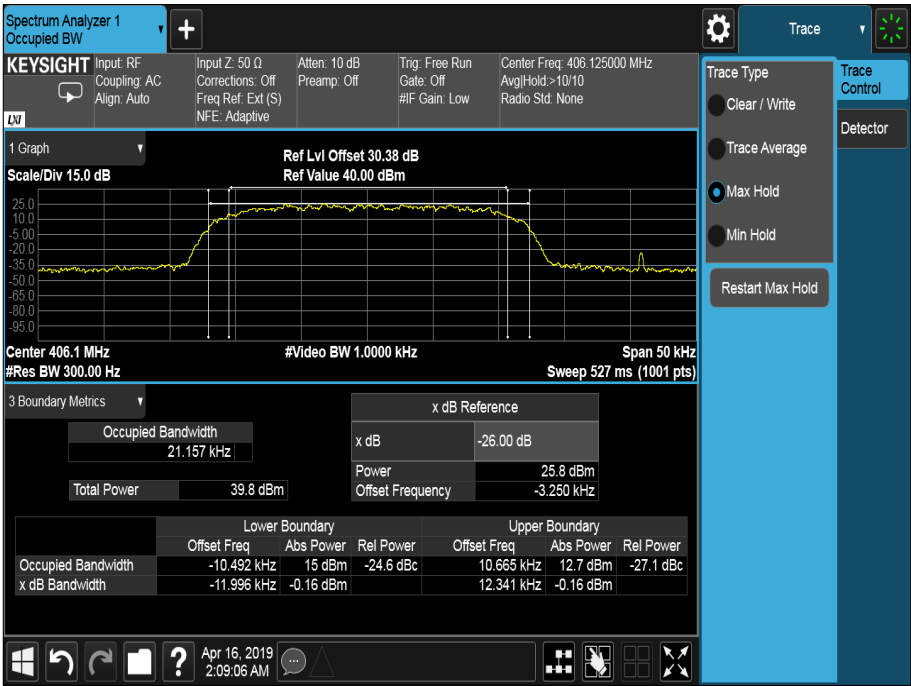 Spectrum Analyzer 1
Occupied BW
Trace
KEYSIGHT
LXI
Input: RF
Coupling: AC
Align: Auto
Input Z: 50 Ω
Corrections: Off
Freq Ref: Ext (S)
NFE: Adaptive
Atten: 10 dB
Preamp: Off
Trig: Free Run
Gate: Off
#IF Gain: Low
Center Freq: 406.125000 MHz
Avg|Hold:>10/10
Radio Std: None
Trace Type
Clear / Write
Trace Average
Max Hold
Min Hold
Restart Max Hold
Trace
Control
Detector
1 Graph
Scale/Div 15.0 dB
Ref Lvl Offset 30.38 dB
Ref Value 40.00 dBm
25.0
10.0
-5.00
-20.0
-35.0
-50.0
-65.0
-80.0
-95.0
Center 406.1 MHz
#Video BW 1.0000 kHz
Span 50 kHz
#Res BW 300.00 Hz
Sweep 527 ms (1001 pts)
3 Boundary Metrics
Occupied Bandwidth
21.157 kHz
Total Power 39.8 dBm
x dB Reference
x dB -26.00 dB
Power 25.8 dBm
Offset Frequency -3.250 kHz
Lower Boundary Upper Boundary
Offset Freq Abs Power Rel Power Offset Freq Abs Power Rel Power
Occupied Bandwidth -10.492 kHz 15 dBm -24.6 dBc 10.665 kHz 12.7 dBm -27.1 dBc
x dB Bandwidth -11.996 kHz -0.16 dBm 12.341 kHz -0.16 dBm
Apr 16, 2019
2:09:06 AM